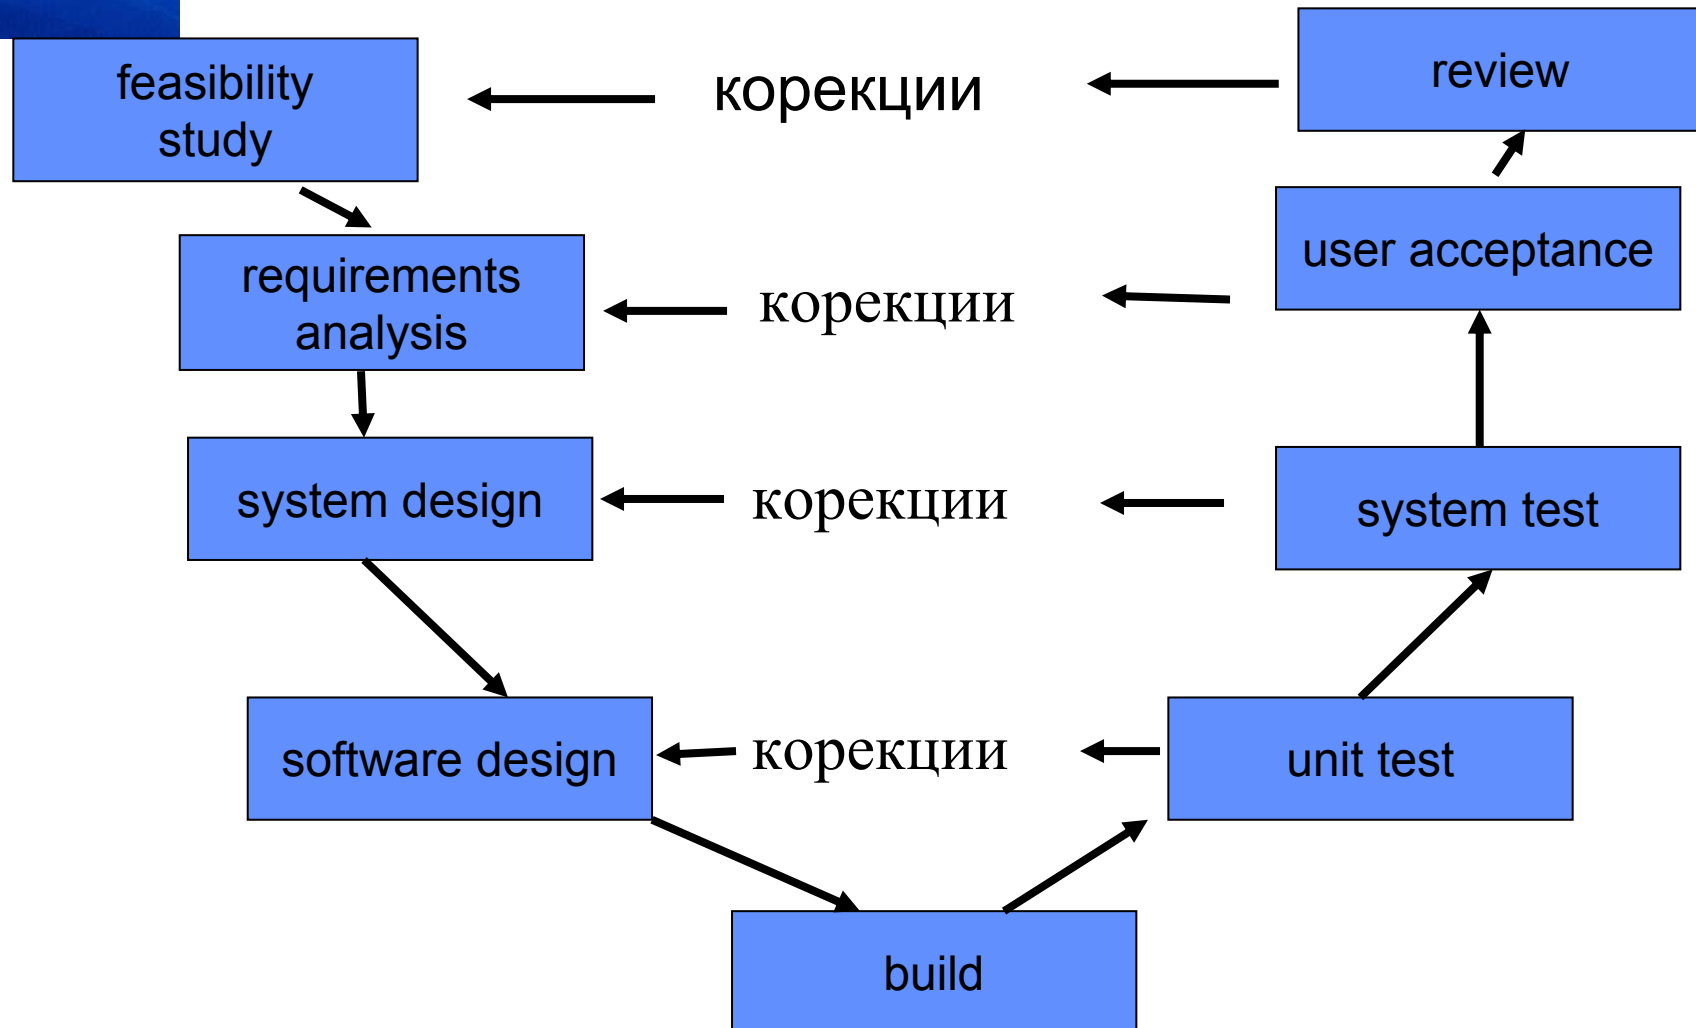 feasibility
study
корекции
review
requirements
analysis
корекции
user acceptance
system design
корекции
system test
software design
корекции
unit test
build